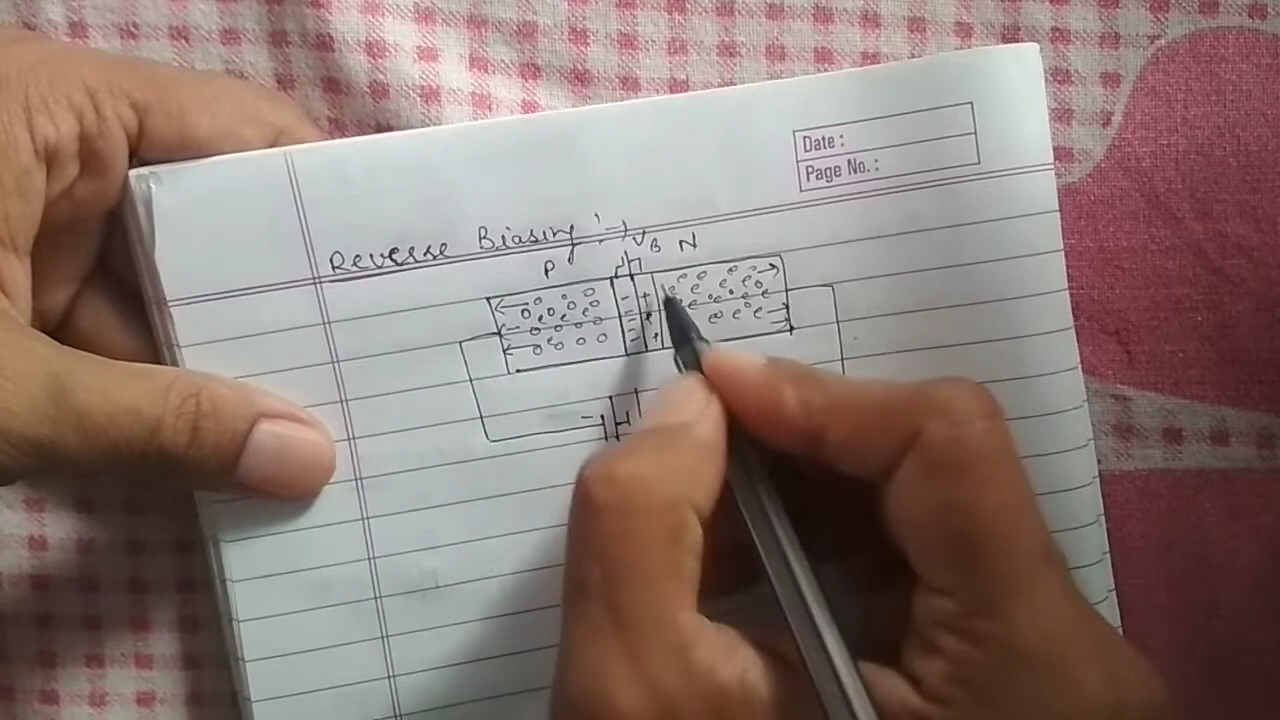 Date :
Page No. :
Reverse Biasing :→
P VB N